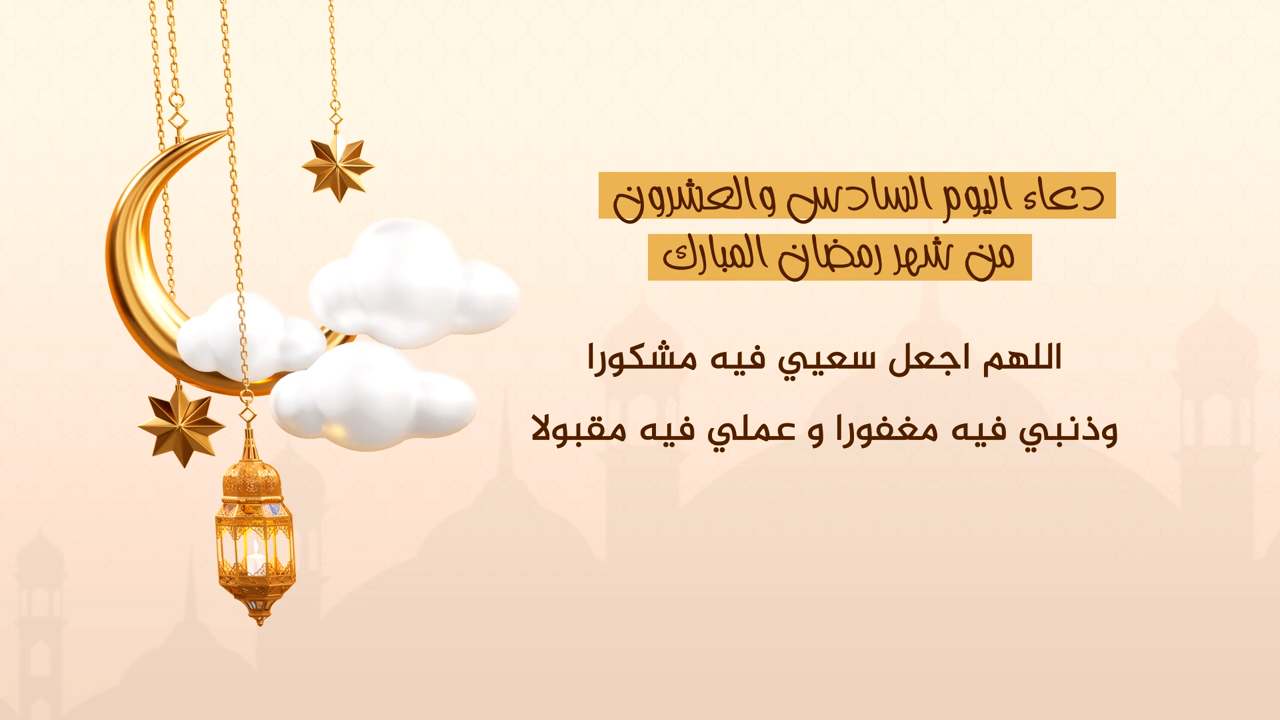 دعاء اليوم السادس والعشرون
من شهر رمضان المبارك
اللهم اجعل سعيي فيه مشكورا
وذنبي فيه مغفورا و عملي فيه مقبولا